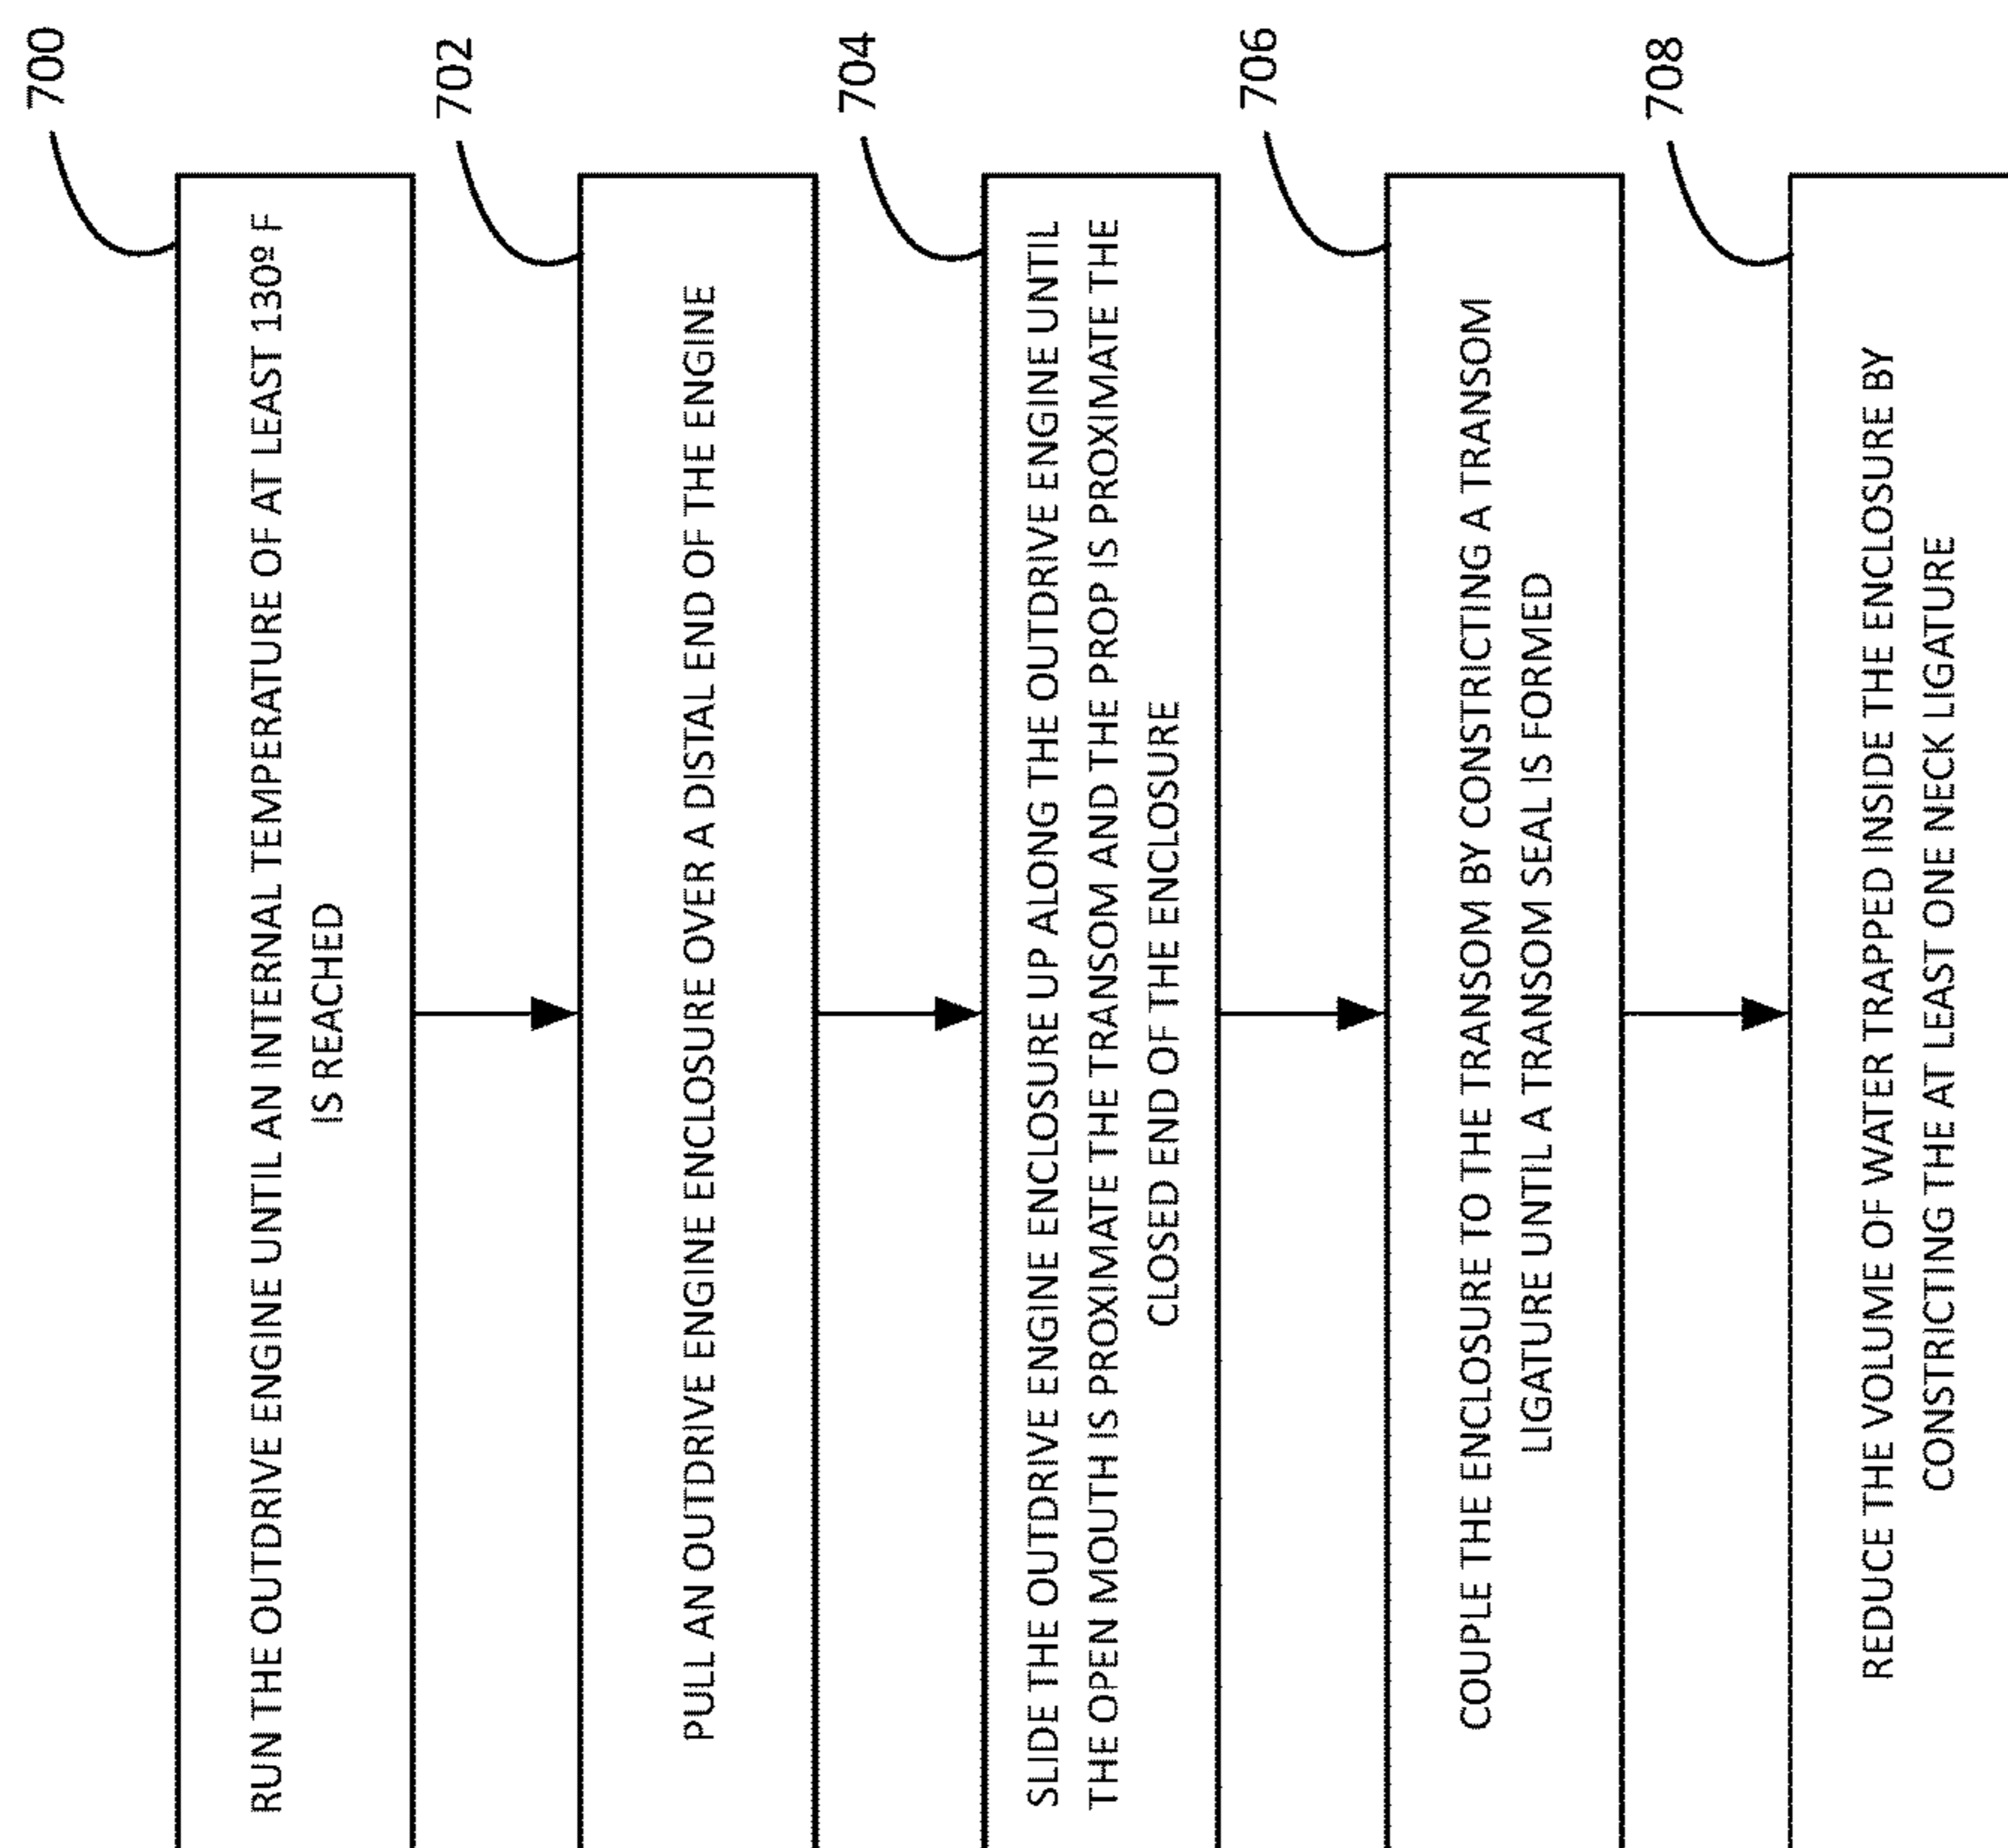 700
RUN THE OUTDRIVE ENGINE UNTIL AN INTERNAL TEMPERATURE OF AT LEAST 130º F
IS REACHED
702
PULL AN OUTDRIVE ENGINE ENCLOSURE OVER A DISTAL END OF THE ENGINE
704
SLIDE THE OUTDRIVE ENGINE ENCLOSURE UP ALONG THE OUTDRIVE ENGINE UNTIL
THE OPEN MOUTH IS PROXIMATE THE TRANSOM AND THE PROP IS PROXIMATE THE
CLOSED END OF THE ENCLOSURE
706
COUPLE THE ENCLOSURE TO THE TRANSOM BY CONSTRICTING A TRANSOM
LIGATURE UNTIL A TRANSOM SEAL IS FORMED
708
REDUCE THE VOLUME OF WATER TRAPPED INSIDE THE ENCLOSURE BY
CONSTRICTING THE AT LEAST ONE NECK LIGATURE